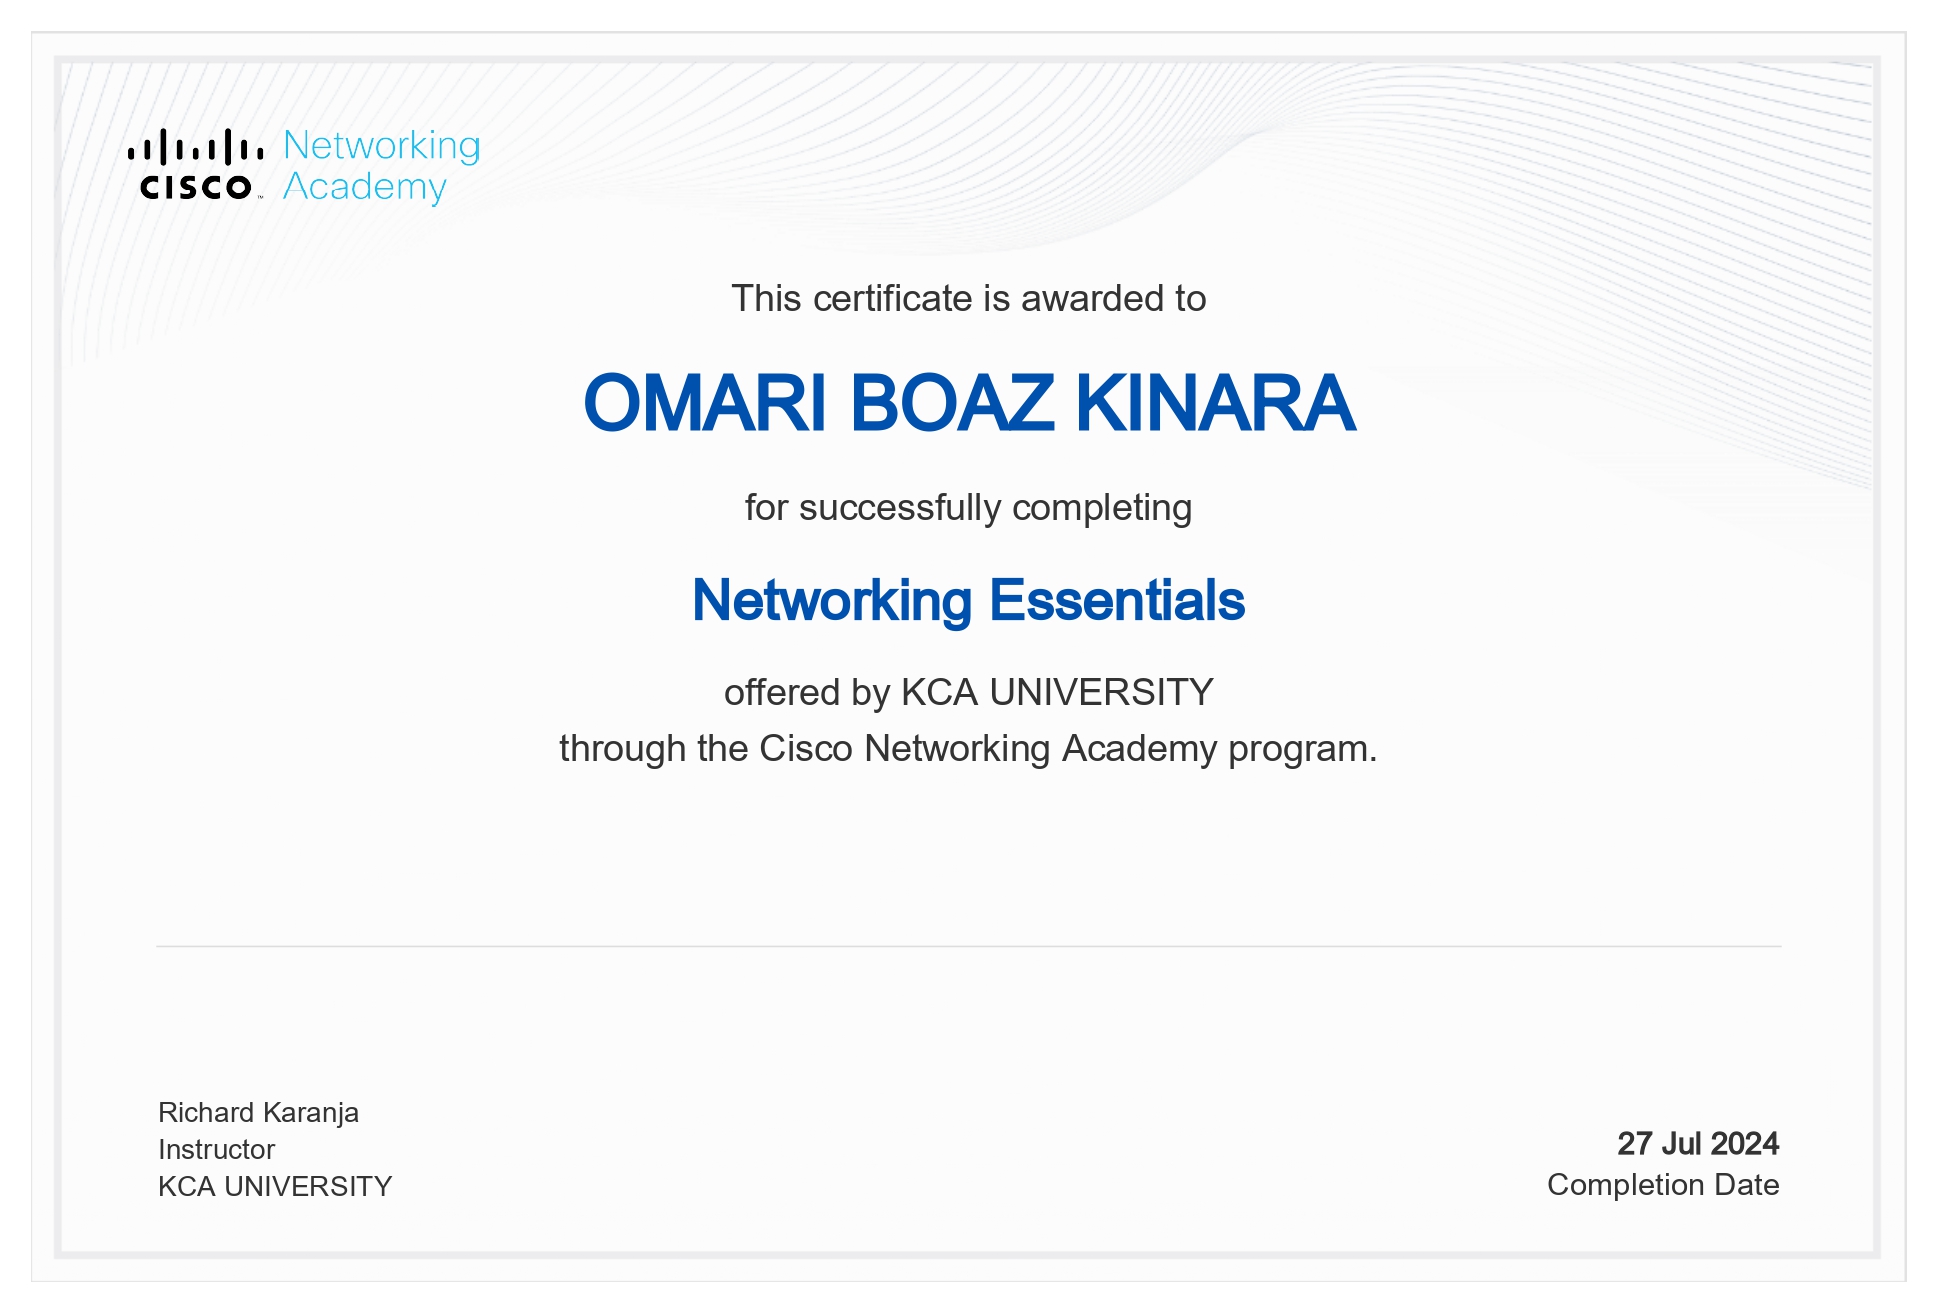 Networking
Academy
CISCO™
This certificate is awarded to
OMARI BOAZ KINARA
for successfully completing
Networking Essentials
offered by KCA UNIVERSITY
through the Cisco Networking Academy program.
Richard Karanja
Instructor
KCA UNIVERSITY
27 Jul 2024
Completion Date